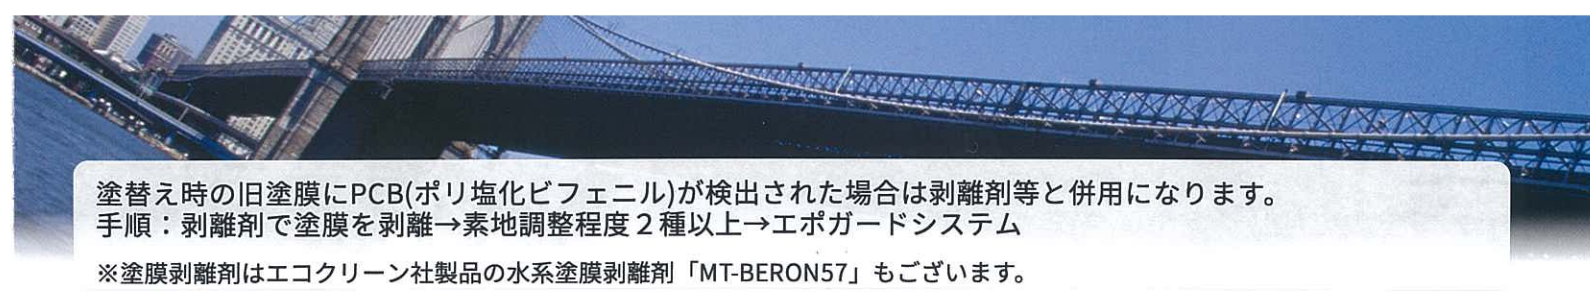 塗替え時の旧塗膜にPCB(ポリ塩化ビフェニル)が検出された場合は剥離剤等と併用になります。
手順：剥離剤で塗膜を剥離→素地調整程度２種以上→エポガードシステム
※塗膜剥離剤はエコクリーン社製品の水系塗膜剥離剤「MT-BERON57」もございます。